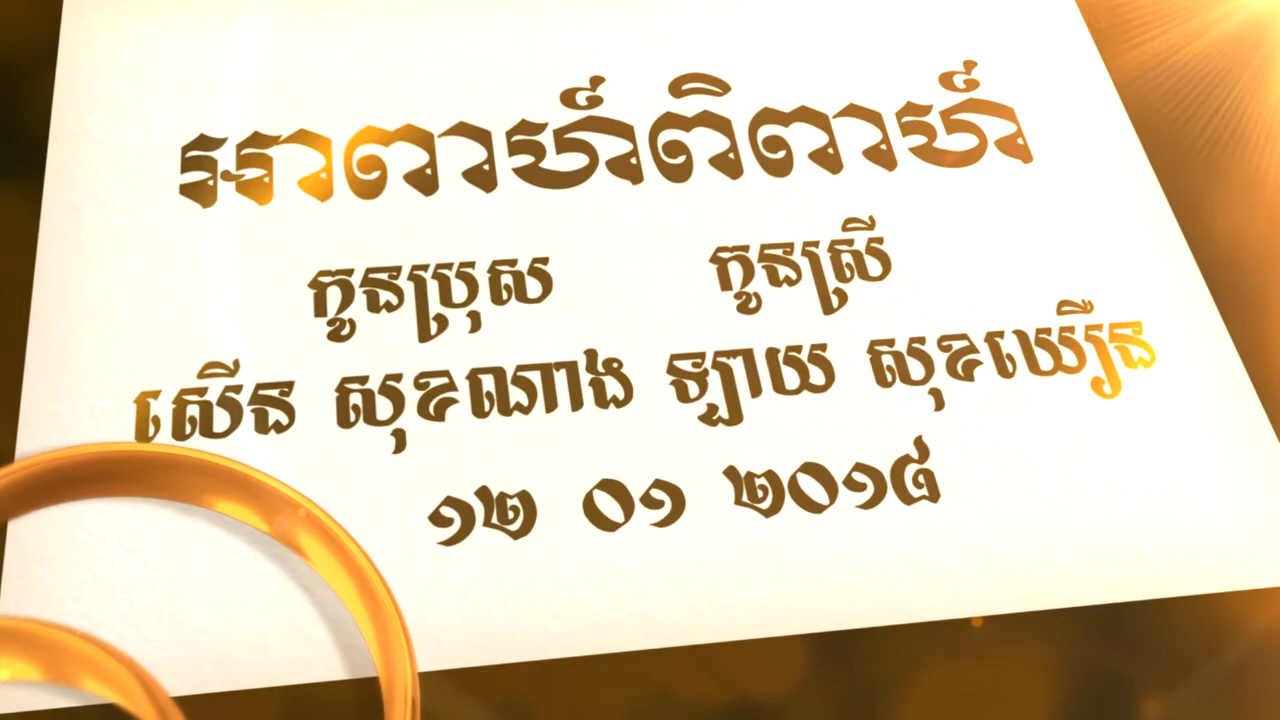 អាពាហ៍ពិពាហ៍
កូនប្រុស កូនស្រី
សើន សុខណាង ឡាយ សុខឃឿន
១២ ០១ ២០១៨